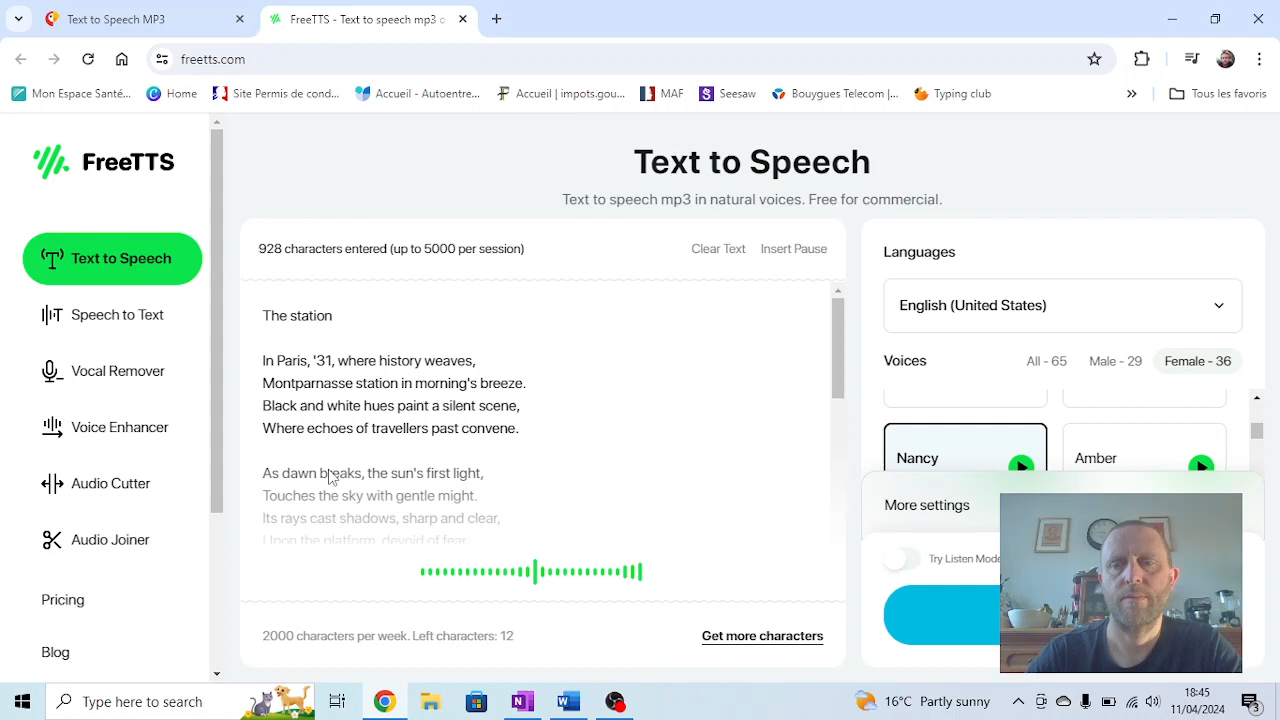 Text to Speech MP3
FreeTTS - Text to speech mp3 c
freetts.com
Mon Espace Santé...
Home
Site Permis de cond...
Accueil - Autoentre...
Accueil | impots.gou...
MAF
Seesaw
Bouygues Telecom |...
Typing club
Tous les favoris
FreeTTS
Text to Speech
Speech to Text
Vocal Remover
Voice Enhancer
Audio Cutter
Audio Joiner
Pricing
Blog
Text to Speech
Text to speech mp3 in natural voices. Free for commercial.
928 characters entered (up to 5000 per session)
Clear Text
Insert Pause
The station
In Paris, '31, where history weaves,
Montparnasse station in morning's breeze.
Black and white hues paint a silent scene,
Where echoes of travellers past convene.
As dawn breaks, the sun's first light,
Touches the sky with gentle might.
Its rays cast shadows, sharp and clear,
Upon the platform, devoid of fear
2000 characters per week. Left characters: 12
Get more characters
Languages
English (United States)
Voices
All - 65
Male - 29
Female - 36
Nancy
Amber
More settings
Try Listen Mode
Type here to search
16°C Partly sunny
8:45
11/04/2024
3